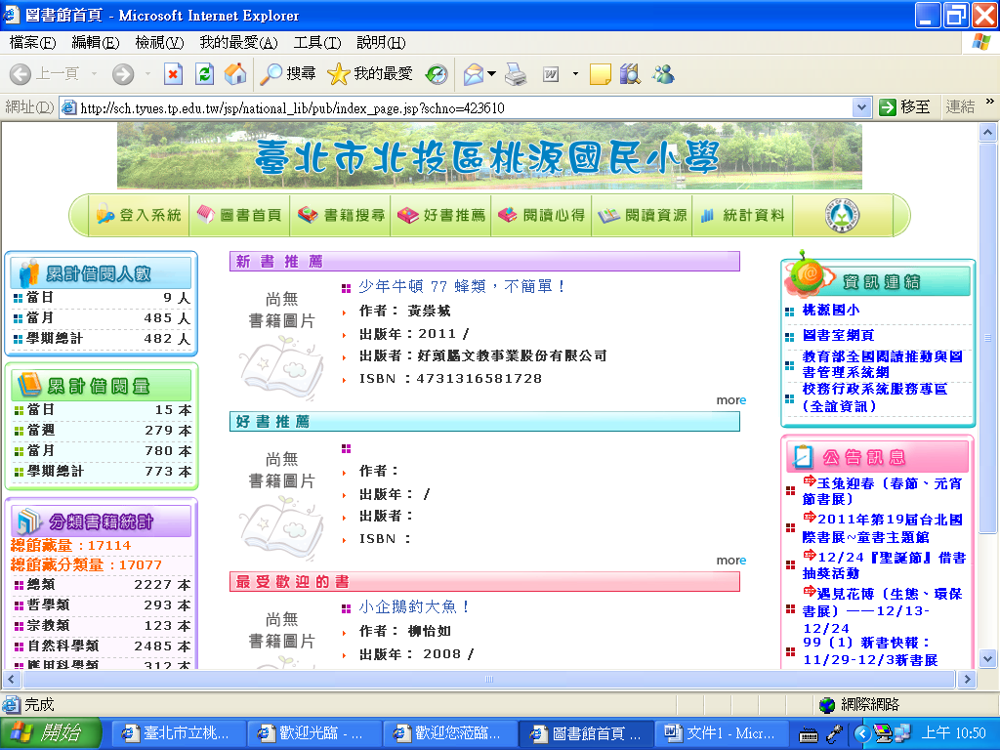 圖書館首頁 - Microsoft Internet Explorer
檔案(F) 編輯(E) 檢視(V) 我的最愛(A) 工具(T) 說明(H)
上一頁 搜尋 我的最愛
網址(D) http://sch.tyues.tp.edu.tw/jsp/national_lib/pub/index_page.jsp?schno=423610 移至 連結 »
臺北市北投區桃源國民小學
登入系統 圖書首頁 書籍搜尋 好書推薦 閱讀心得 閱讀資源 統計資料
累計借閱人數
當日 9 人
當月 485 人
學期總計 482 人
累計借閱量
當日 15 本
當週 279 本
當月 780 本
學期總計 773 本
分類書籍統計
總館藏量：17114
總館藏分類量：17077
總類 2227 本
哲學類 293 本
宗教類 123 本
自然科學類 2485 本
應用科學類 312 本
新書推薦
尚無
書籍圖片
少年牛頓 77 蜂類，不簡單！
作者： 黃崇城
出版年：2011 /
出版者：好頭腦文教事業股份有限公司
ISBN ：4731316581728
more
好書推薦
尚無
書籍圖片
作者：
出版年： /
出版者：
ISBN ：
more
最受歡迎的書
尚無
書籍圖片
小企鵝釣大魚！
作者： 柳怡如
出版年： 2008 /
資訊連結
桃源國小
圖書室網頁
教育部全國閱讀推動與圖
書管理系統網
校務行政系統服務專區
(全誼資訊)
公告訊息
玉兔迎春（春節、元宵
節書展）
2011年第19屆台北國
際書展~童書主題館
12/24『聖誕節』借書
抽獎活動
遇見花博（生態、環保
書展）——12/13-
12/24
99（1）新書快報：
11/29-12/3新書展
完成 網際網路
開始 臺北市立桃... 歡迎光臨 - ... 歡迎您蒞臨... 圖書館首頁 ... 文件1 - Micr... 上午 10:50